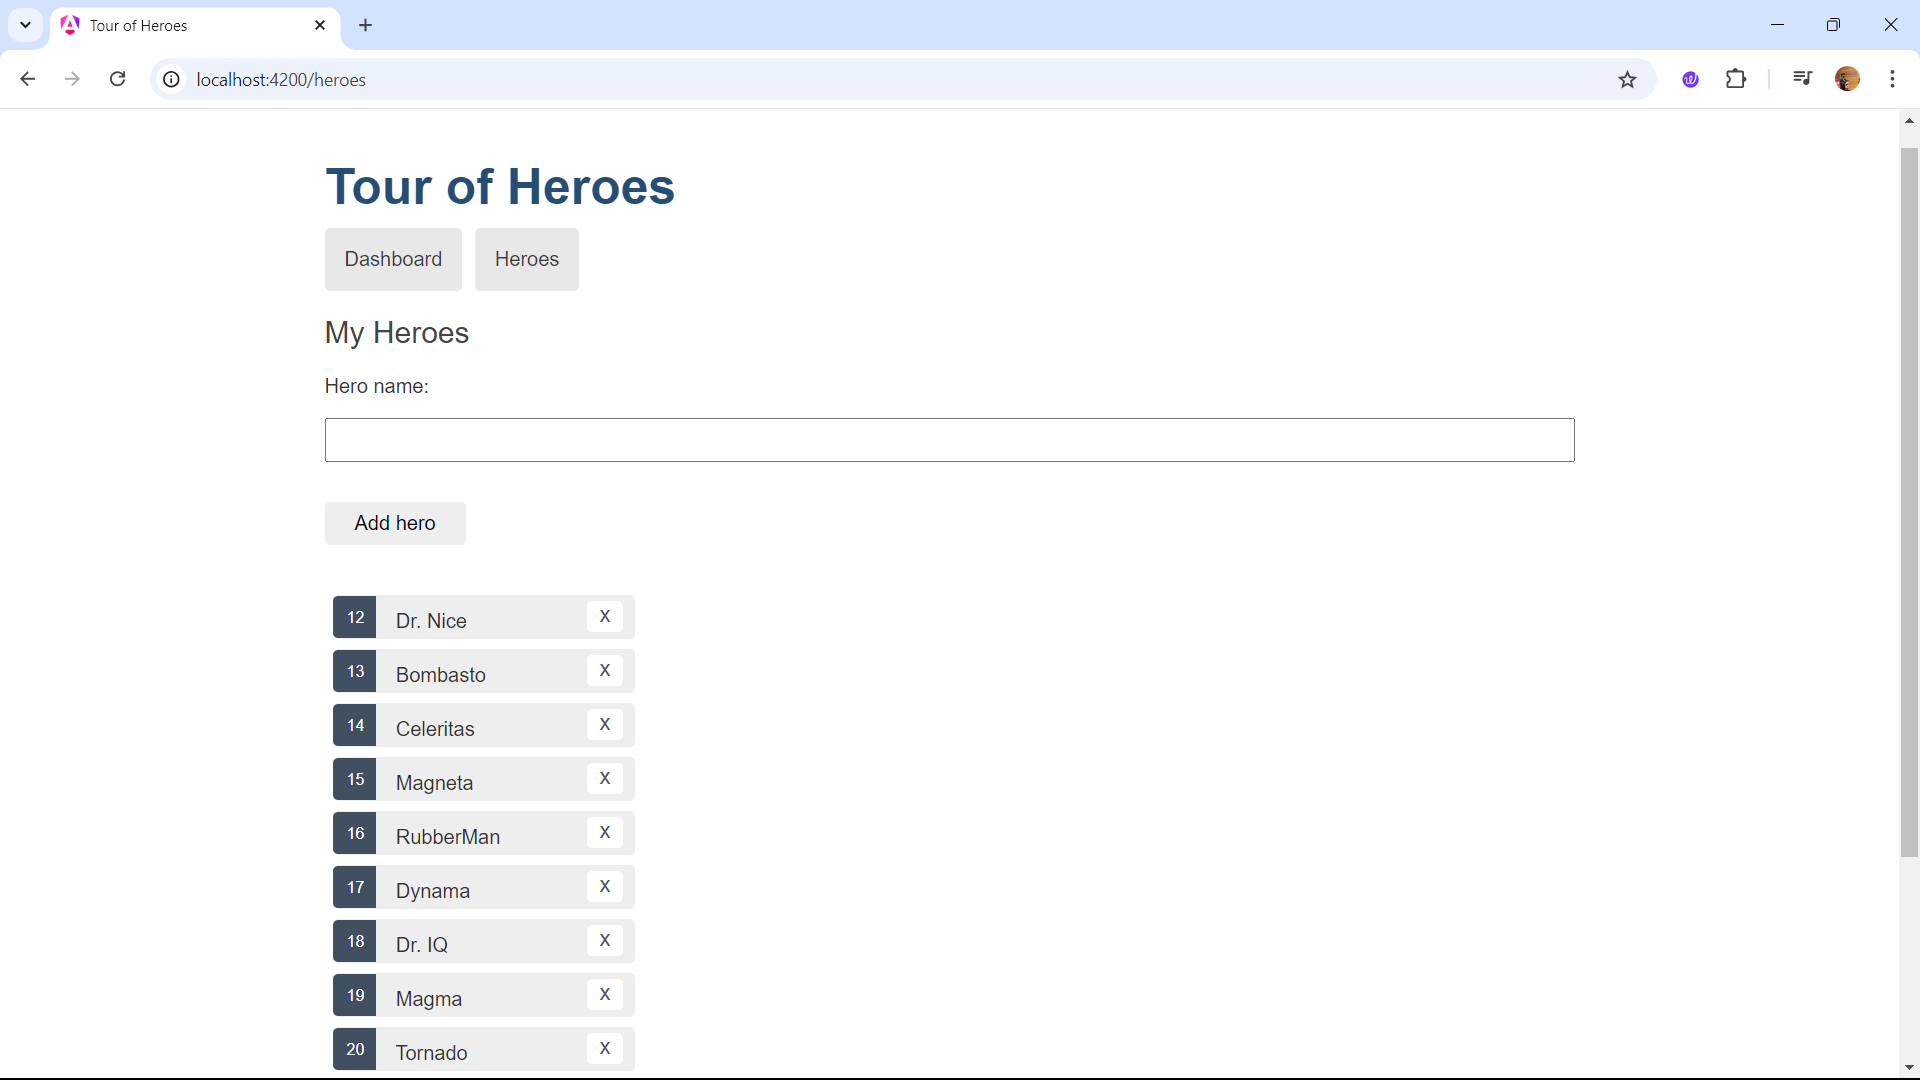 Tour of Heroes
localhost:4200/heroes
Tour of Heroes
Dashboard Heroes
My Heroes
Hero name:
Add hero
12 Dr. Nice X
13 Bombasto X
14 Celeritas X
15 Magneta X
16 RubberMan X
17 Dynama X
18 Dr. IQ X
19 Magma X
20 Tornado X